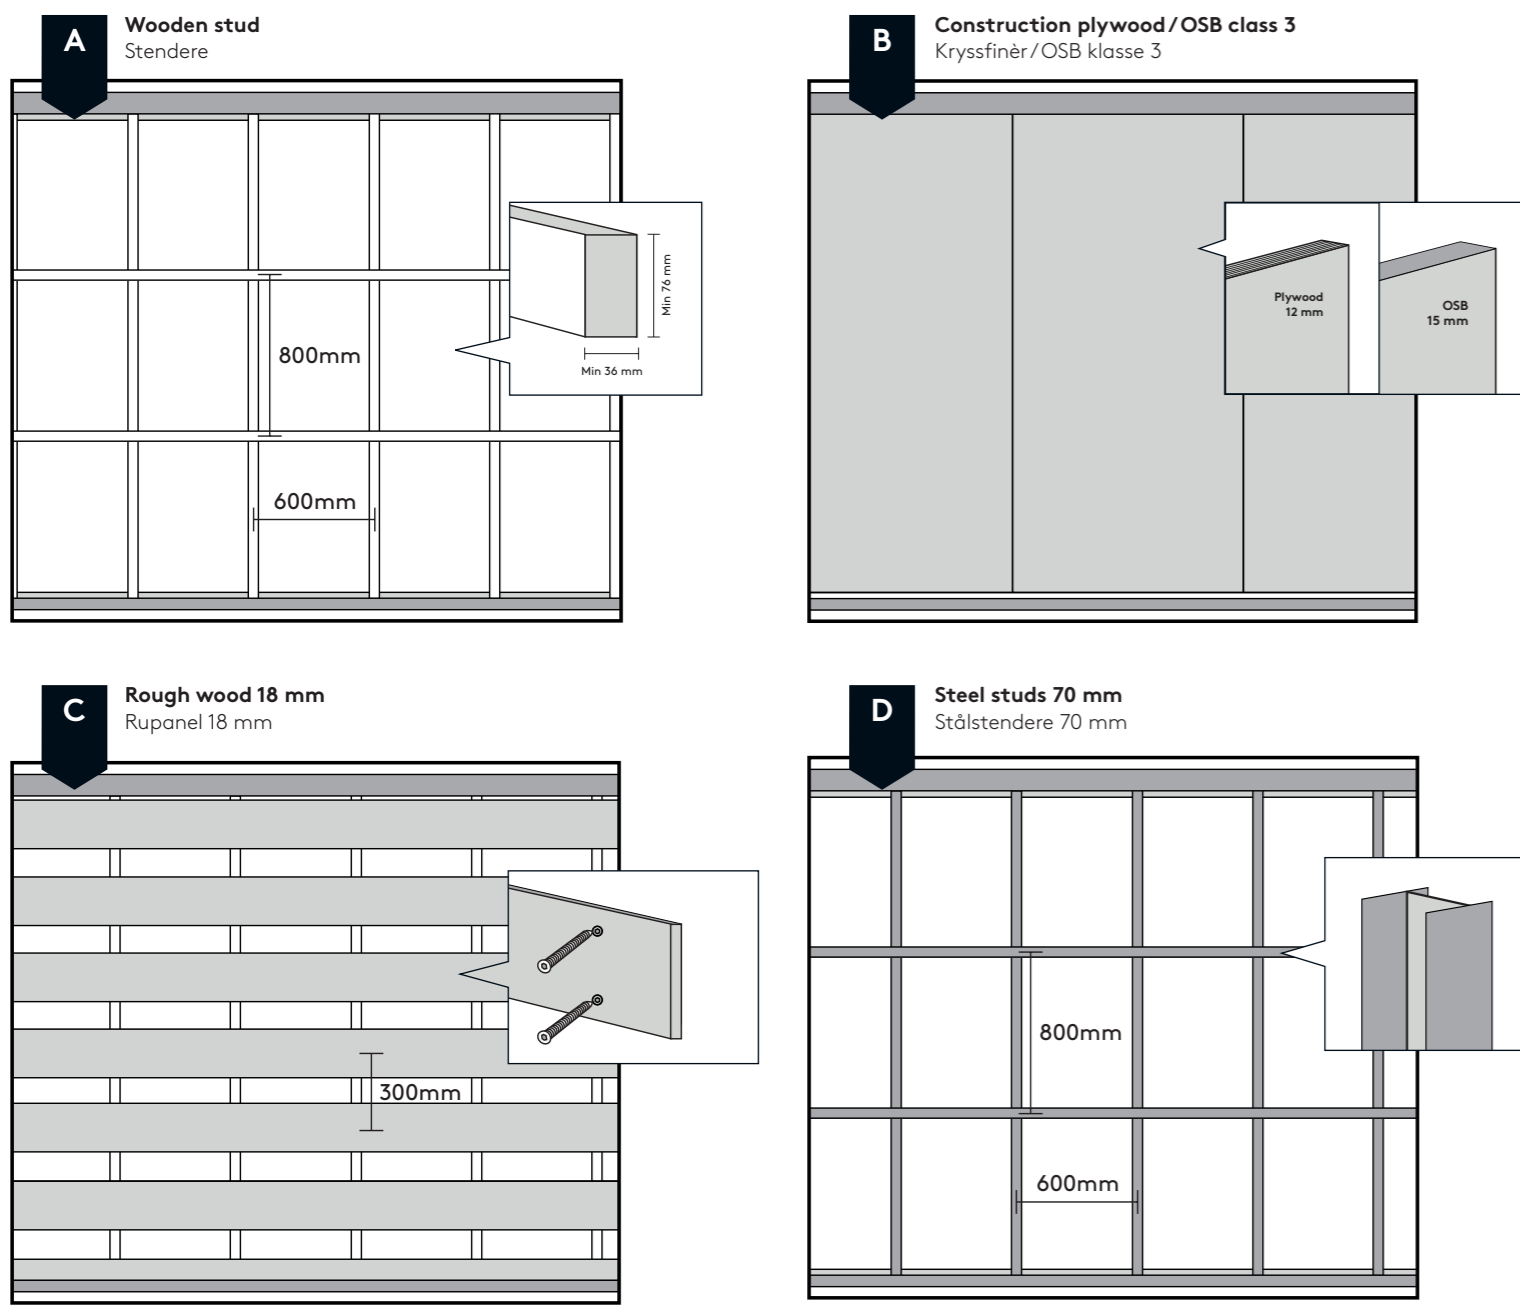 A
Wooden stud
Stendere
800mm
600mm
Min 76 mm
Min 36 mm
B
Construction plywood / OSB class 3
Kryssfinèr / OSB klasse 3
Plywood
12 mm
OSB
15 mm
C
Rough wood 18 mm
Rupanel 18 mm
300mm
D
Steel studs 70 mm
Stålstendere 70 mm
800mm
600mm